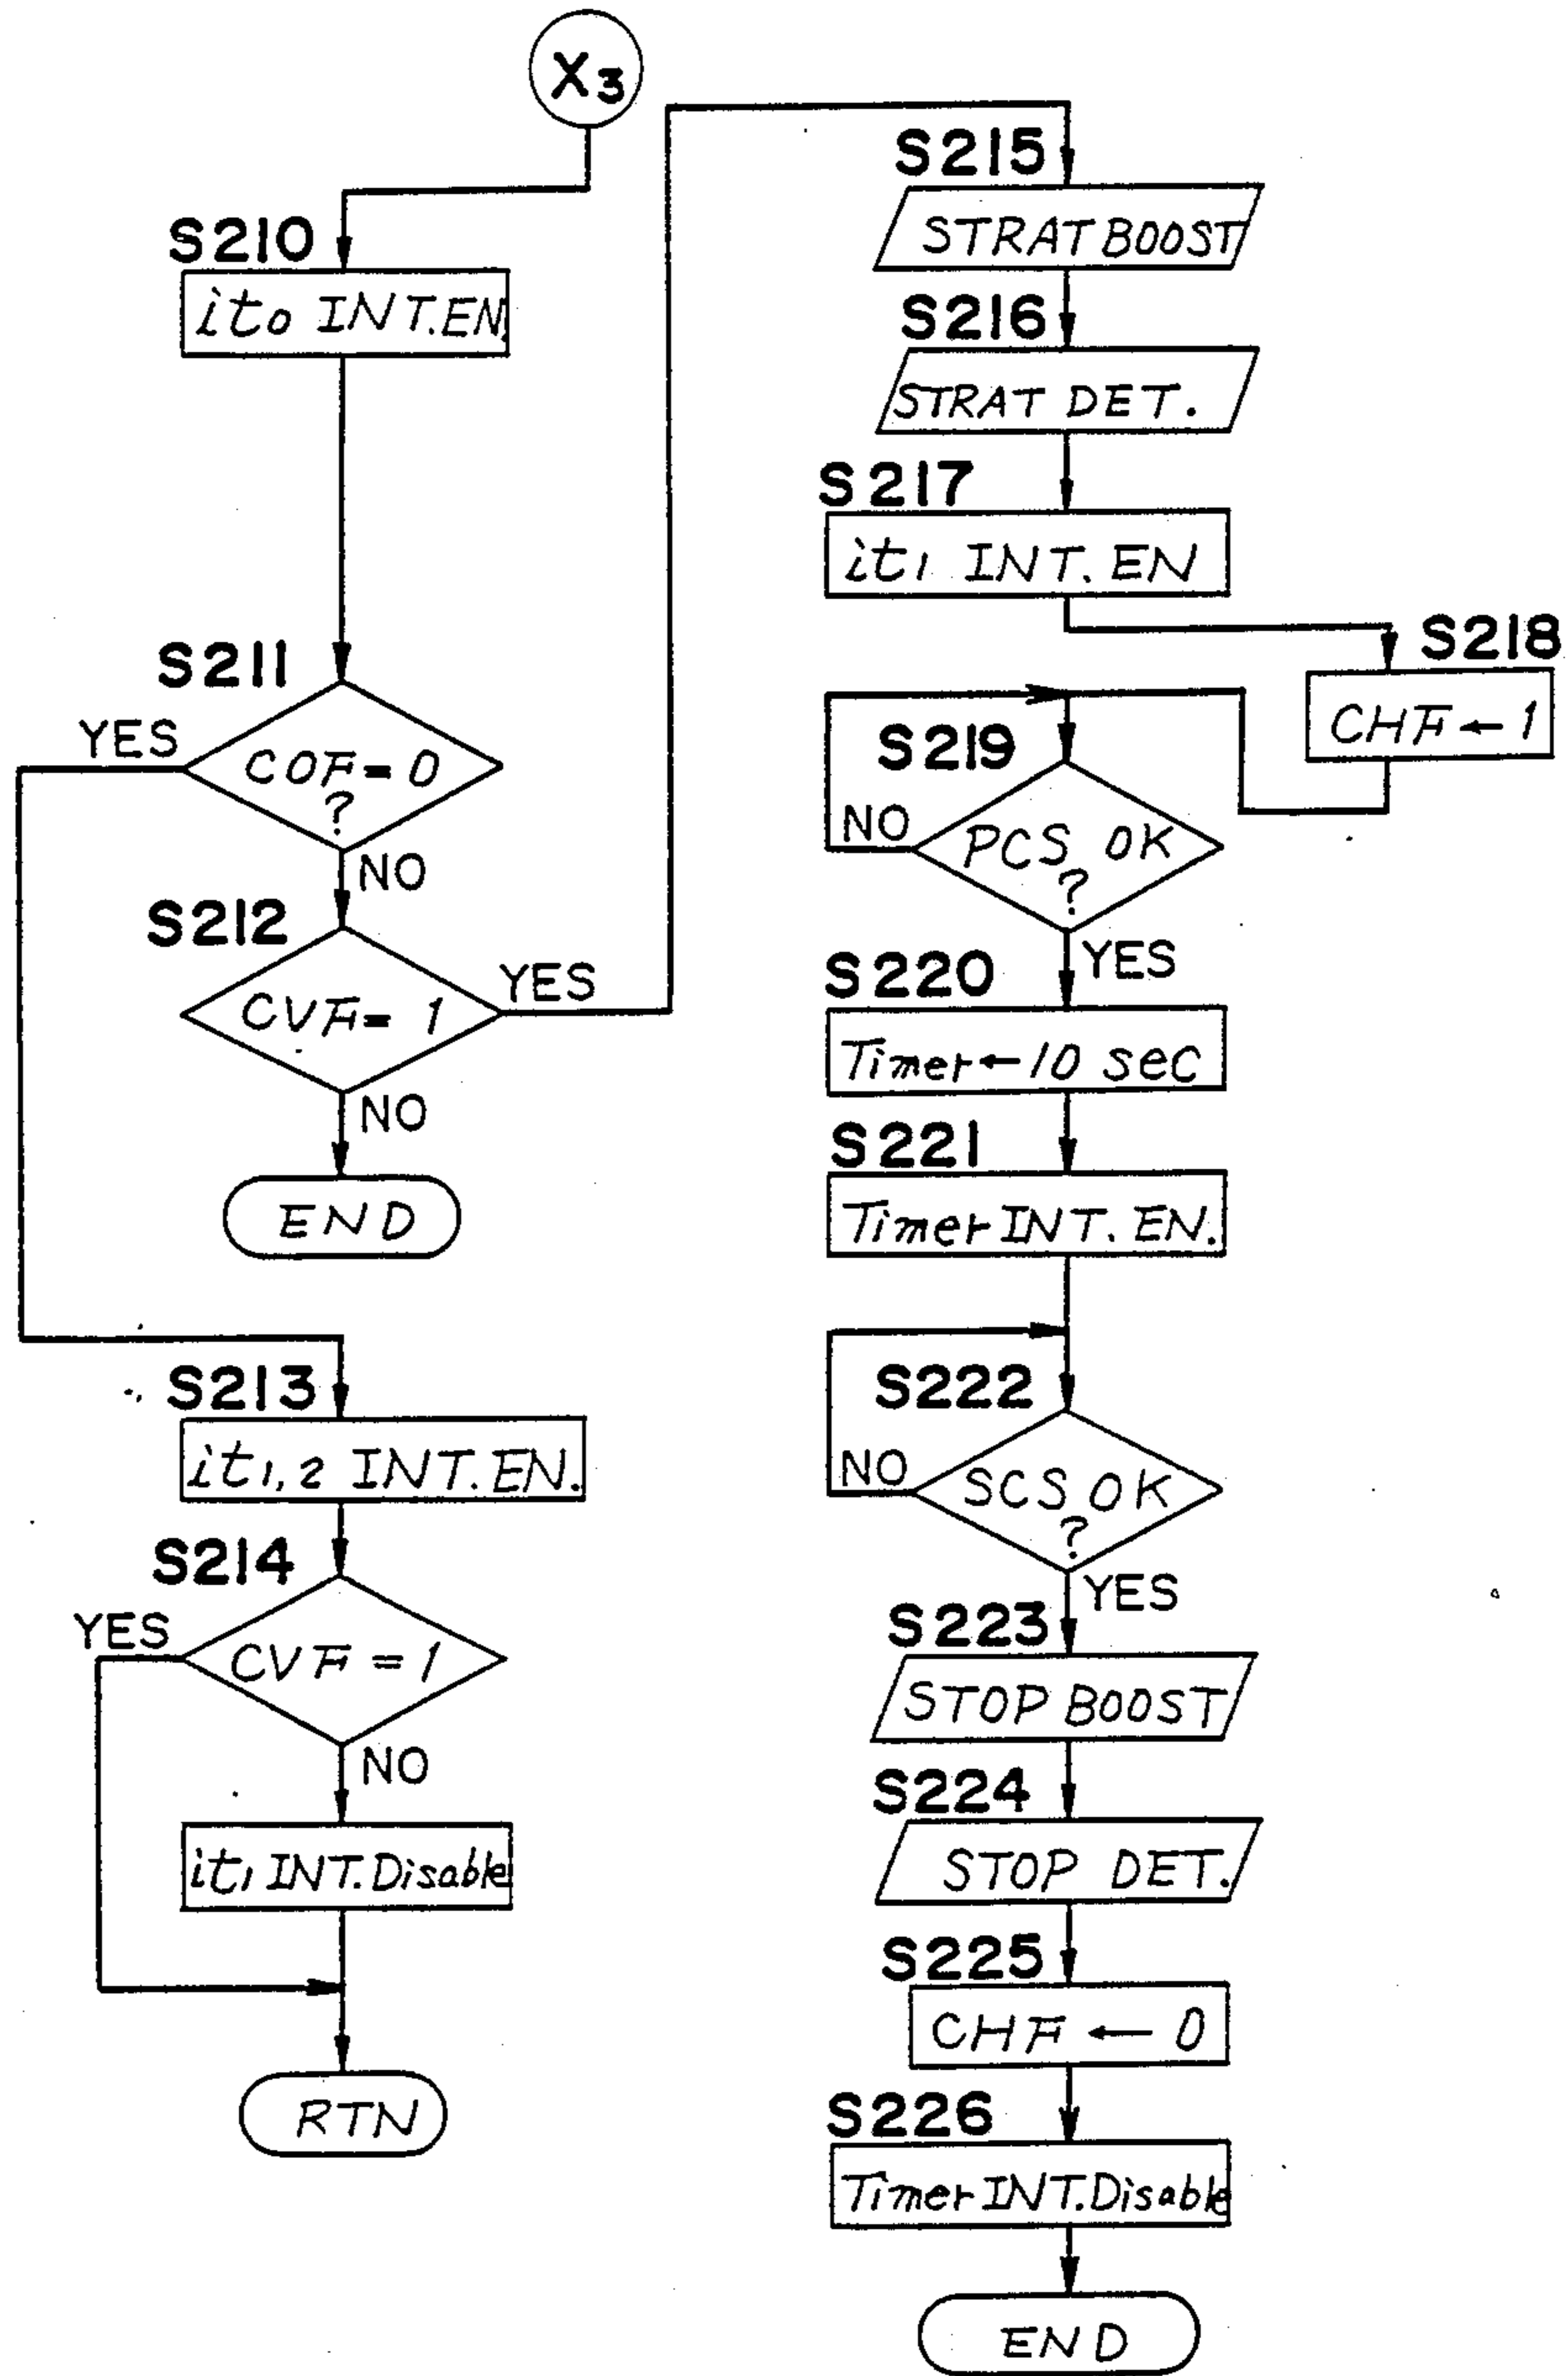 X3
S210
it0 INT.EN.
S211
YES
COF=0
?
NO
S212
YES
CVF=1
NO
END
S213
it1,2 INT.EN.
S214
YES
CVF=1
NO
it1 INT.Disable
RTN
S215
STRAT BOOST
S216
STRAT DET.
S217
it1 INT.EN
S218
CHF←1
S219
NO
PCS OK
?
YES
S220
Timer←10 sec
S221
Timer INT.EN.
S222
NO
SCS OK
?
YES
S223
STOP BOOST
S224
STOP DET.
S225
CHF←0
S226
Timer INT.Disable
END